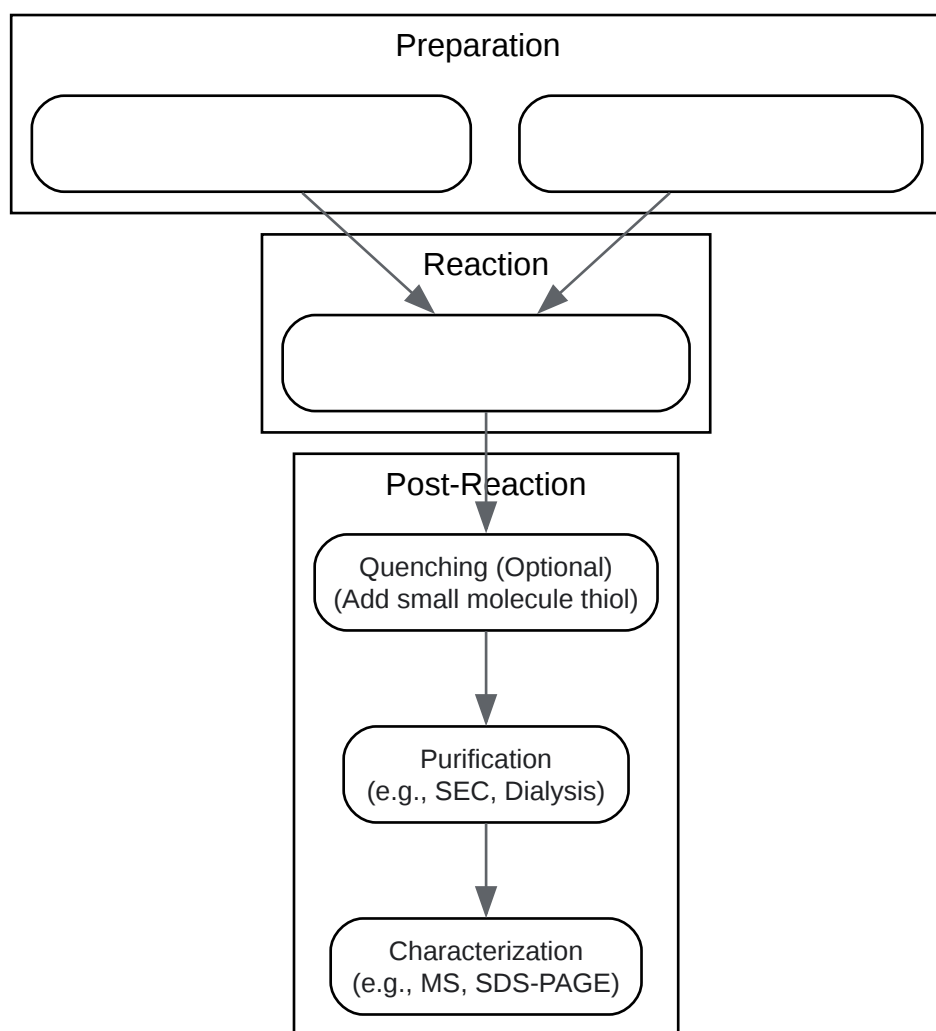 Preparation
Reaction
Post-Reaction
Quenching (Optional)
(Add small molecule thiol)
Purification
(e.g., SEC, Dialysis)
Characterization
(e.g., MS, SDS-PAGE)